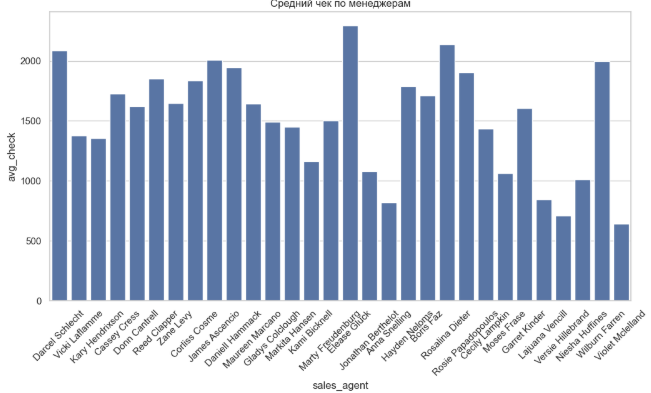 Средний чек по менеджерам
avg_check
2000
1500
1000
500
0
Darcel Schlecht
Vicki Laflamme
Kary Hendrixson
Cassey Cress
Donn Cantrell
Reed Clapper
Zane Levy
Corliss Cosme
James Ascencio
Daniell Hammack
Maureen Marcano
Gladys Colclough
Markita Hansen
Kami Bicknell
Marty Freudenburg
Elease Gluck
Jonathan Berthelot
Anna Snelling
Hayden Neloms
Boris Faz
Rosalina Dieter
Rosie Papadopoulos
Cecily Lampkin
Moses Frase
Garret Kinder
Lajuana Vencill
Versie Hillebrand
Niesha Huffines
Wilburn Farren
Violet Mclelland
sales_agent